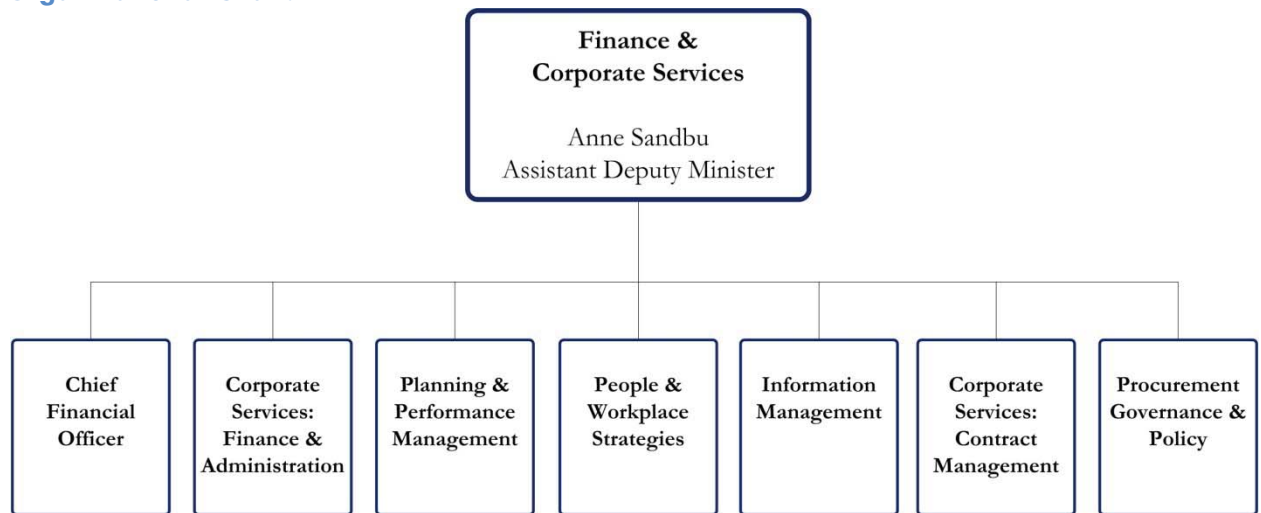 Finance &
Corporate Services
Anne Sandbu
Assistant Deputy Minister
Chief
Financial
Officer
Corporate
Services:
Finance &
Administration
Planning &
Performance
Management
People &
Workplace
Strategies
Information
Management
Corporate
Services:
Contract
Management
Procurement
Governance &
Policy